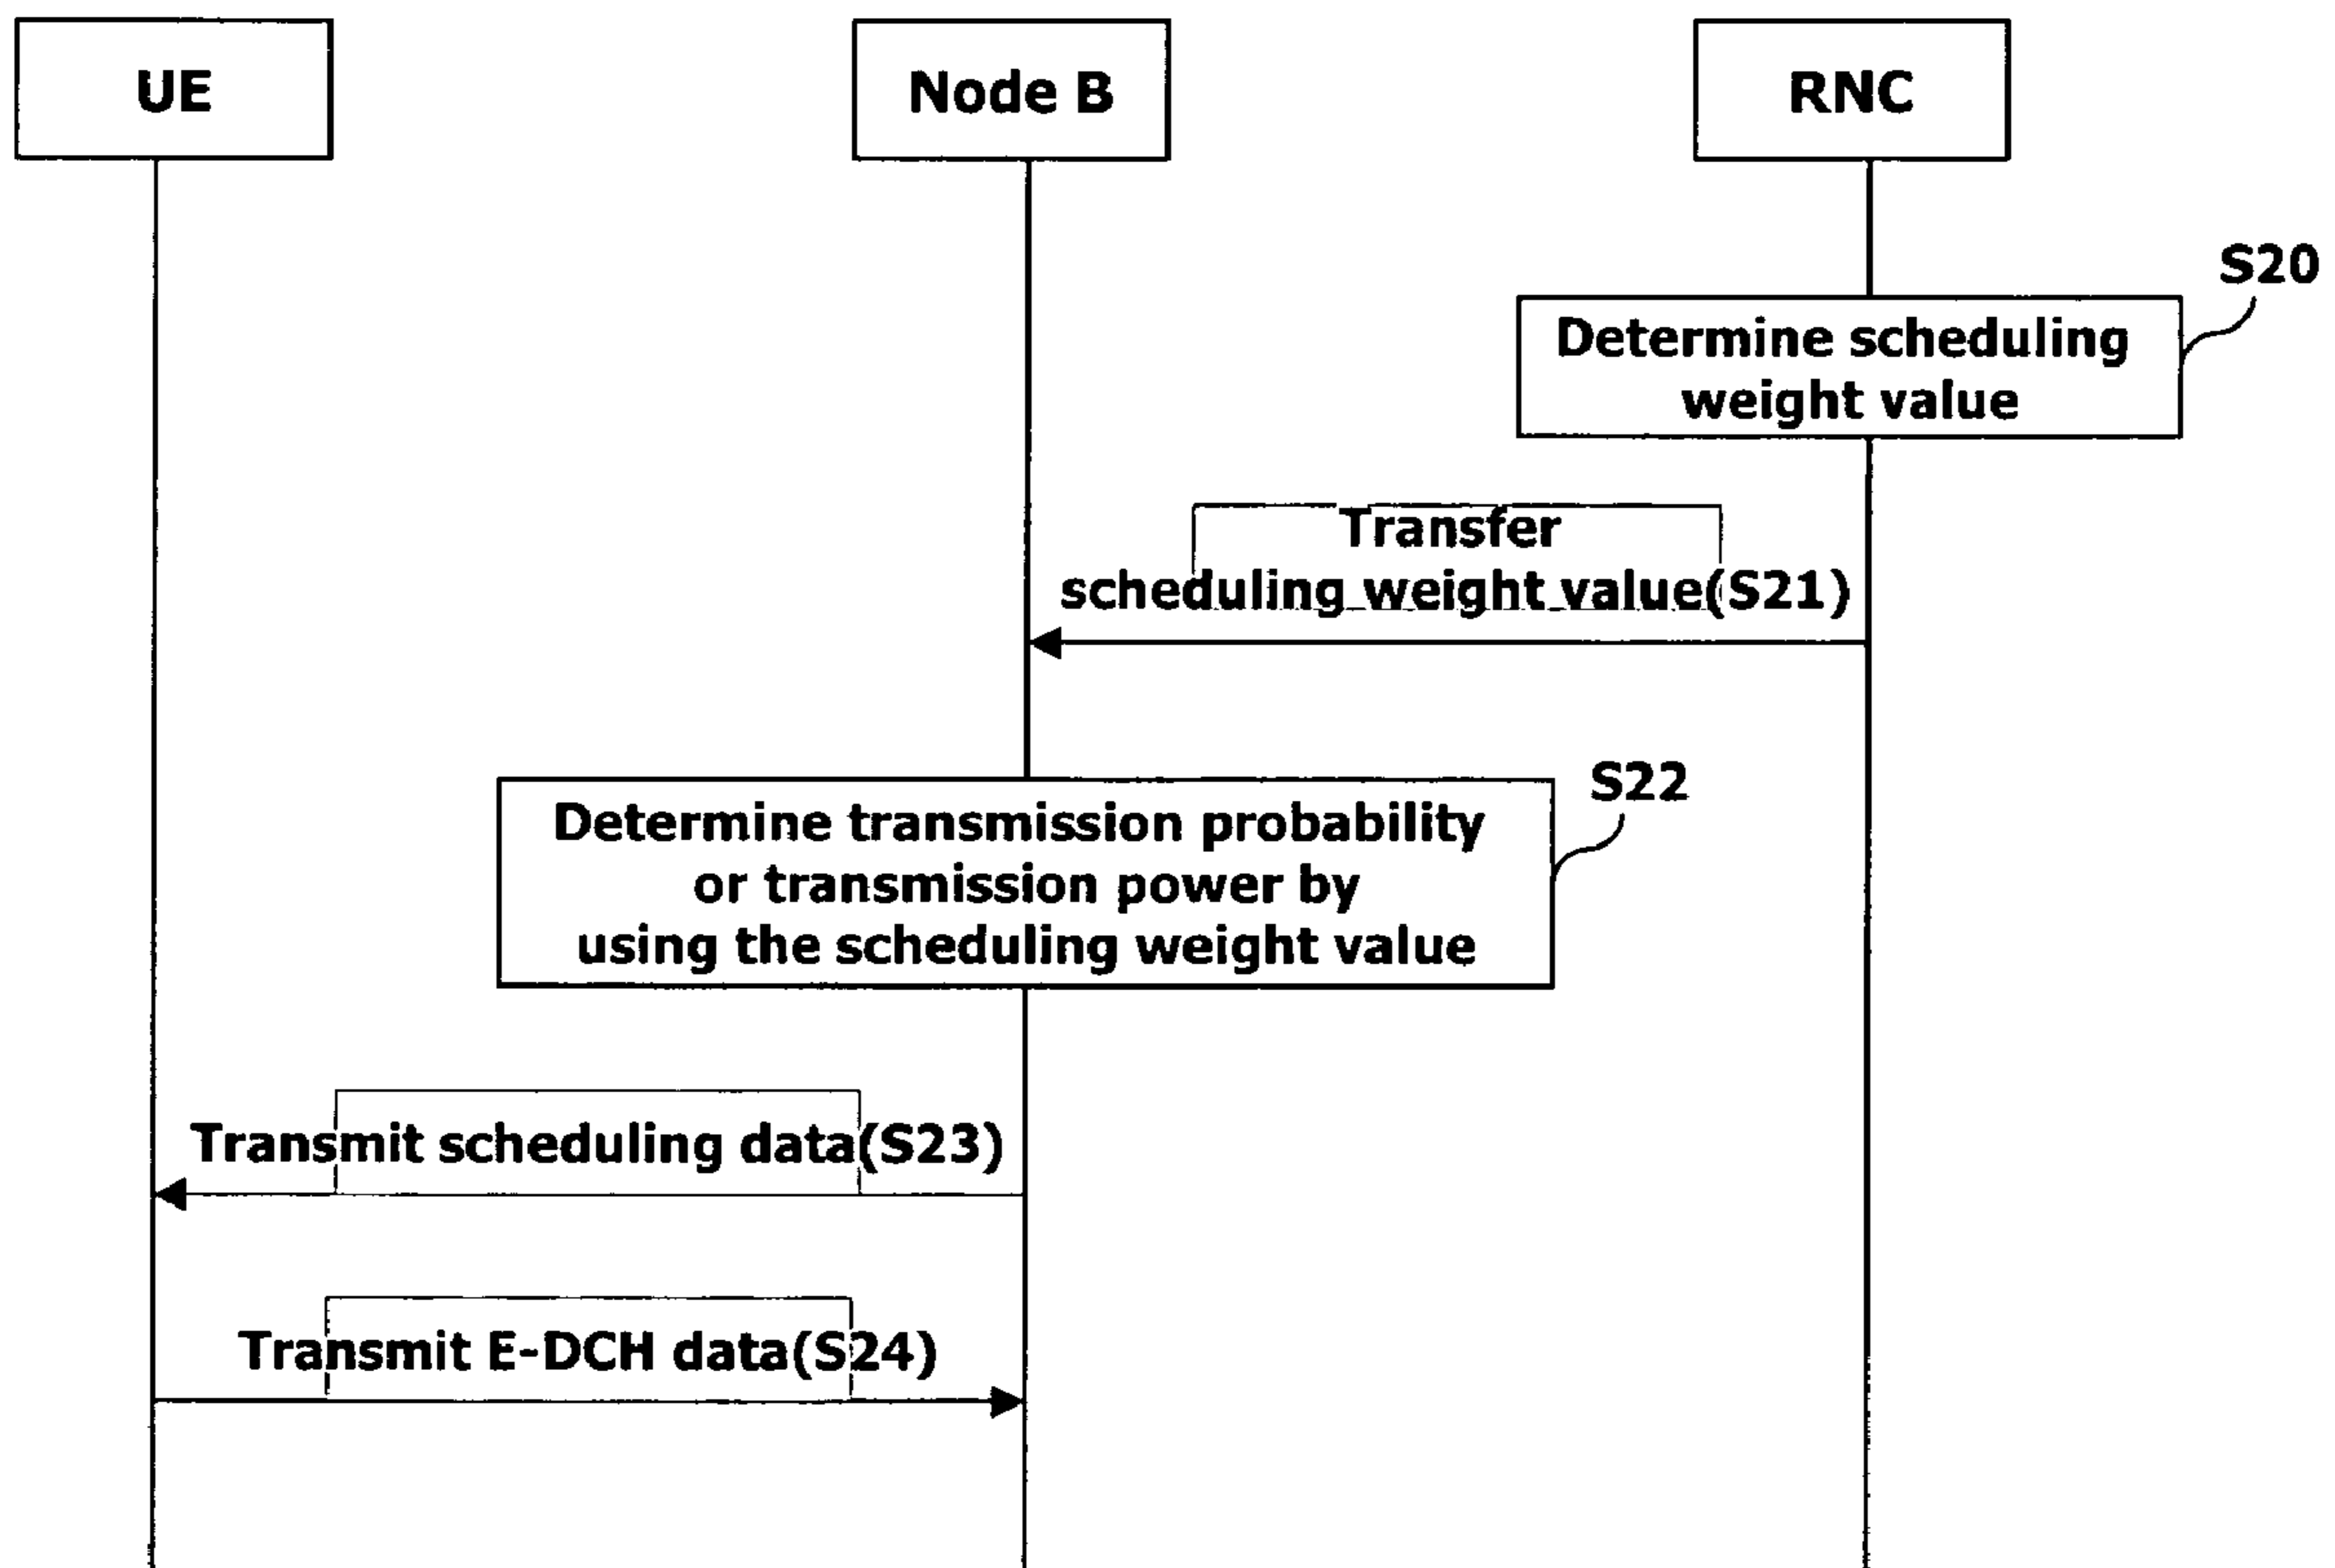 UE
Node B
RNC
S20
Determine scheduling
weight value
Transfer
scheduling weight value(S21)
S22
Determine transmission probability
or transmission power by
using the scheduling weight value
Transmit scheduling data(S23)
Transmit E-DCH data(S24)